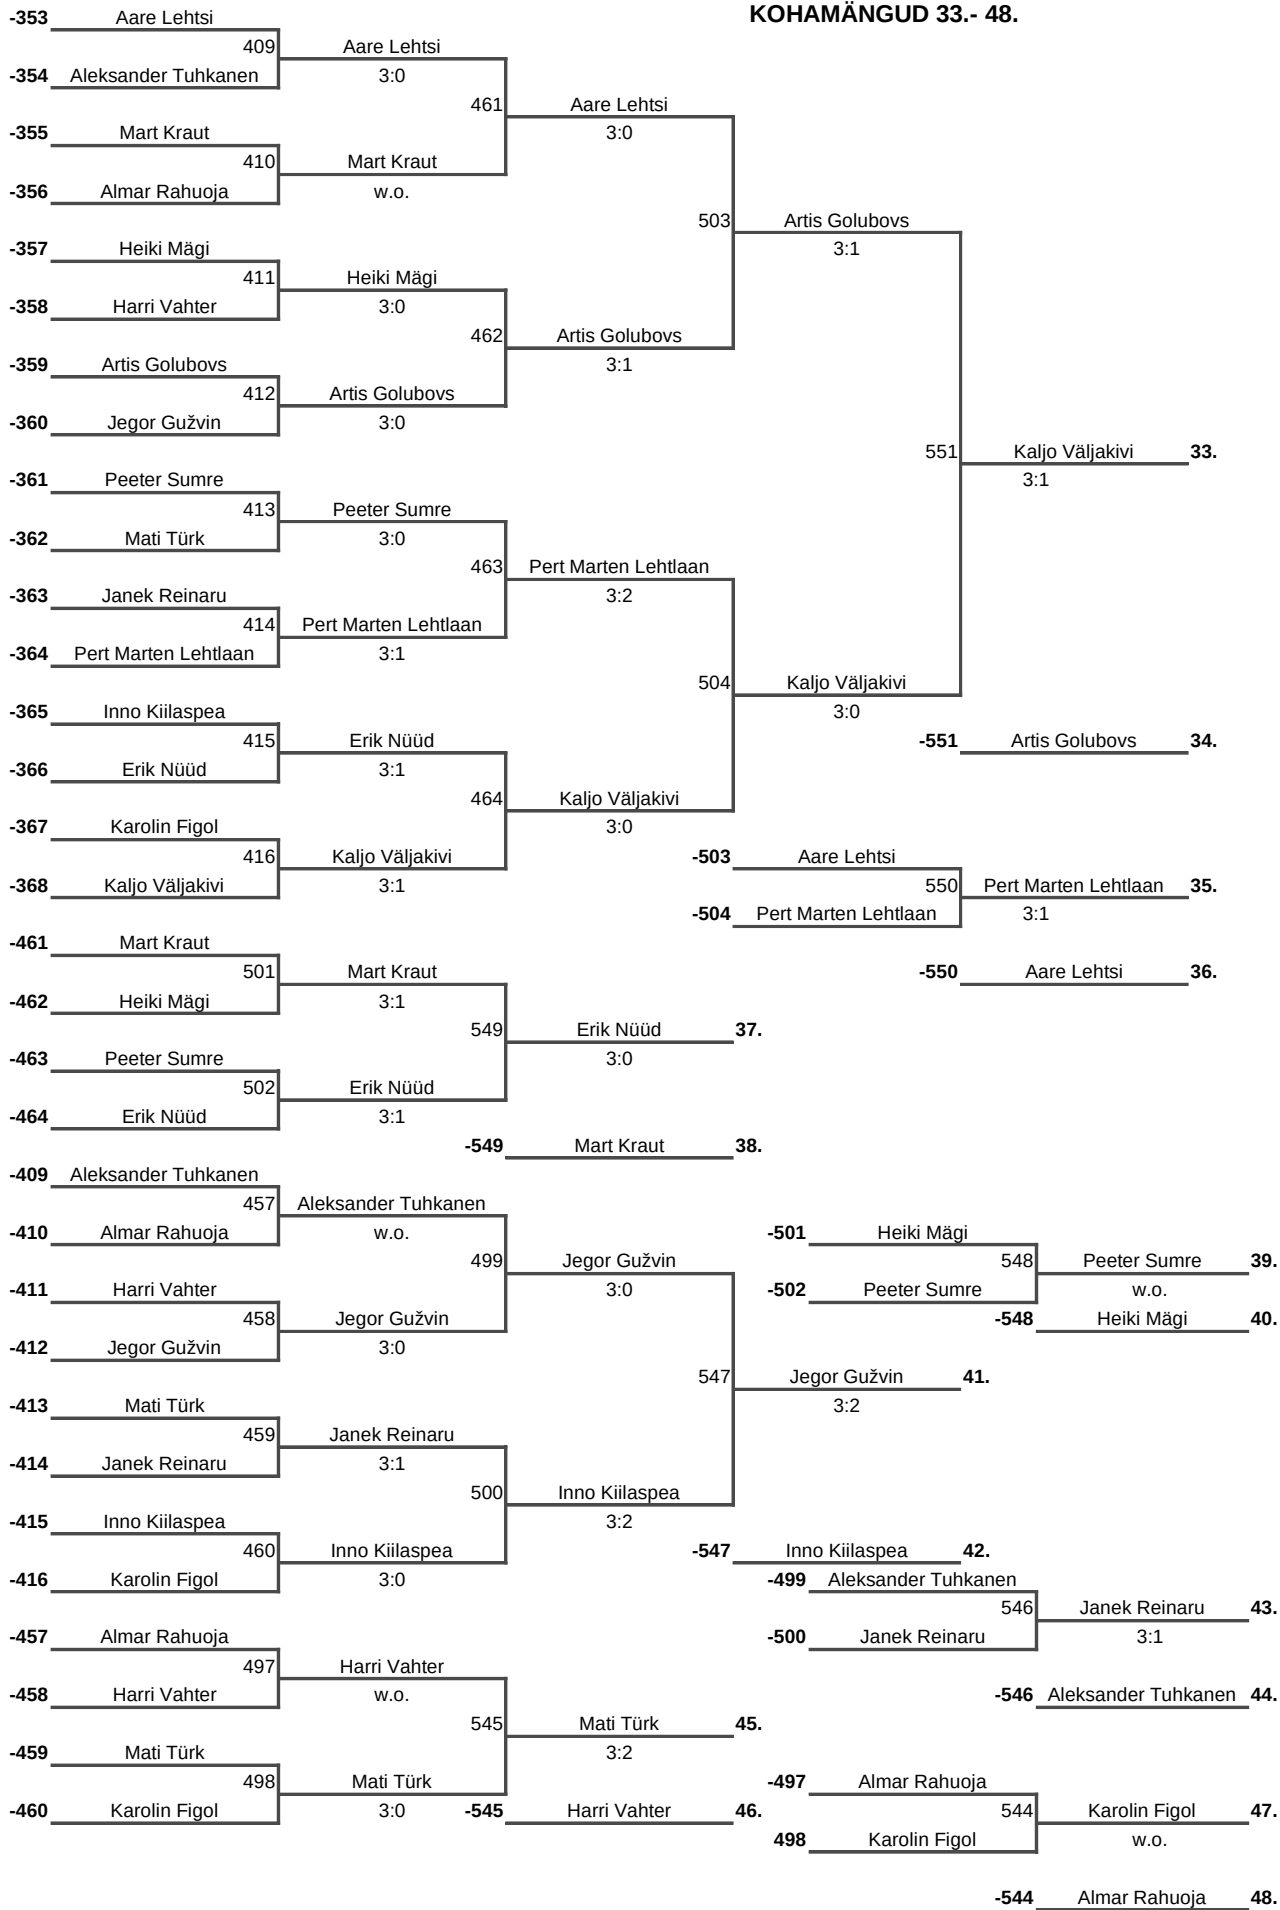 KOHAMÄNGUD 33.- 48.
-353 Aare Lehtsi
409 Aare Lehtsi
-354 Aleksander Tuhkanen 3:0
461 Aare Lehtsi
-355 Mart Kraut 3:0
410 Mart Kraut
-356 Almar Rahuoja w.o.
503 Artis Golubovs
-357 Heiki Mägi 3:1
411 Heiki Mägi
-358 Harri Vahter 3:0
462 Artis Golubovs
-359 Artis Golubovs 3:1
412 Artis Golubovs
-360 Jegor Gužvin 3:0
551 Kaljo Väljakivi 33.
-361 Peeter Sumre 3:1
413 Peeter Sumre
-362 Mati Türk 3:0
463 Pert Marten Lehtlaan
-363 Janek Reinaru 3:2
414 Pert Marten Lehtlaan
-364 Pert Marten Lehtlaan 3:1
504 Kaljo Väljakivi
-365 Inno Kiilaspea 3:0
415 Erik Nüüd -551 Artis Golubovs 34.
-366 Erik Nüüd 3:1
464 Kaljo Väljakivi
-367 Karolin Figol 3:0
416 Kaljo Väljakivi -503 Aare Lehtsi
-368 Kaljo Väljakivi 3:1 550 Pert Marten Lehtlaan 35.
-504 Pert Marten Lehtlaan 3:1
-461 Mart Kraut
501 Mart Kraut -550 Aare Lehtsi 36.
-462 Heiki Mägi 3:1
549 Erik Nüüd 37.
-463 Peeter Sumre 3:0
502 Erik Nüüd
-464 Erik Nüüd 3:1
-549 Mart Kraut 38.
-409 Aleksander Tuhkanen
457 Aleksander Tuhkanen
-410 Almar Rahuoja w.o. -501 Heiki Mägi
499 Jegor Gužvin 548 Peeter Sumre 39.
-411 Harri Vahter 3:0 -502 Peeter Sumre w.o.
458 Jegor Gužvin -548 Heiki Mägi 40.
-412 Jegor Gužvin 3:0
547 Jegor Gužvin 41.
-413 Mati Türk 3:2
459 Janek Reinaru
-414 Janek Reinaru 3:1
500 Inno Kiilaspea
-415 Inno Kiilaspea 3:2
460 Inno Kiilaspea -547 Inno Kiilaspea 42.
-416 Karolin Figol 3:0 -499 Aleksander Tuhkanen
546 Janek Reinaru 43.
-457 Almar Rahuoja -500 Janek Reinaru 3:1
497 Harri Vahter
-458 Harri Vahter w.o. -546 Aleksander Tuhkanen 44.
545 Mati Türk 45.
-459 Mati Türk 3:2
498 Mati Türk -497 Almar Rahuoja
-460 Karolin Figol 3:0 -545 Harri Vahter 46. 544 Karolin Figol 47.
498 Karolin Figol w.o.
-544 Almar Rahuoja 48.